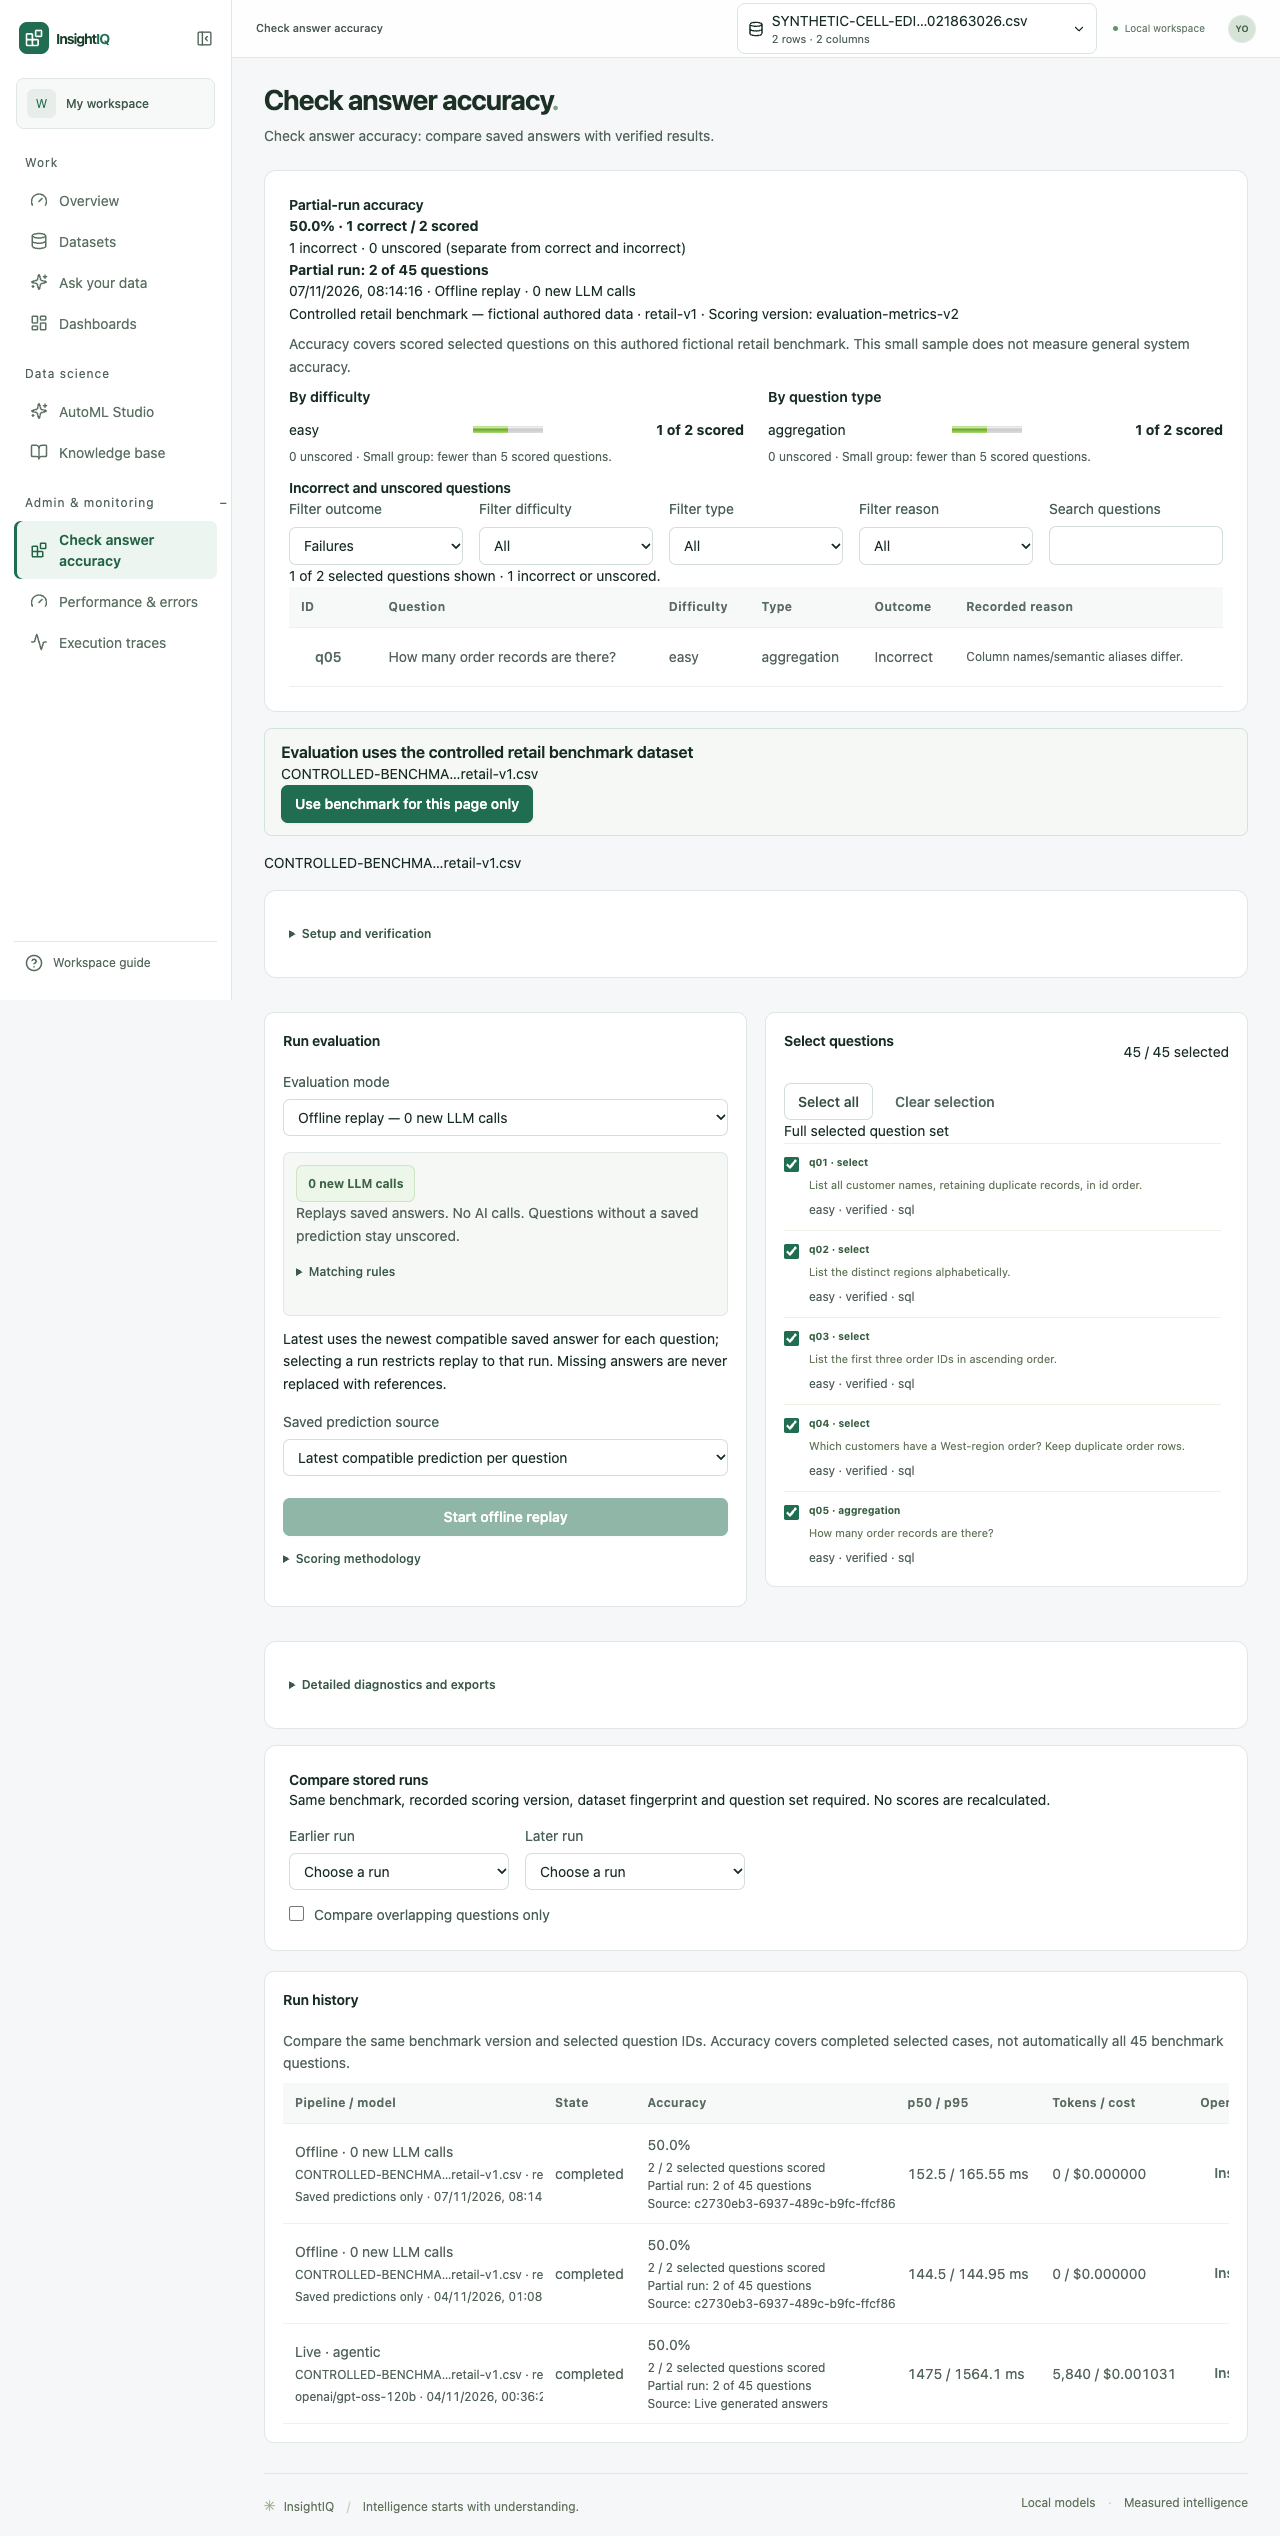 InsightIQ
Check answer accuracy
SYNTHETIC-CELL-EDI...021863026.csv
2 rows · 2 columns
Local workspace
YO
W
My workspace
Work
Overview
Datasets
Ask your data
Dashboards
Data science
AutoML Studio
Knowledge base
Admin & monitoring
–
Check answer
accuracy
Performance & errors
Execution traces
Workspace guide
Check answer accuracy.
Check answer accuracy: compare saved answers with verified results.
Partial-run accuracy
50.0% · 1 correct / 2 scored
1 incorrect · 0 unscored (separate from correct and incorrect)
Partial run: 2 of 45 questions
07/11/2026, 08:14:16 · Offline replay · 0 new LLM calls
Controlled retail benchmark — fictional authored data · retail-v1 · Scoring version: evaluation-metrics-v2
Accuracy covers scored selected questions on this authored fictional retail benchmark. This small sample does not measure general system
accuracy.
By difficulty
easy
1 of 2 scored
0 unscored · Small group: fewer than 5 scored questions.
By question type
aggregation
1 of 2 scored
0 unscored · Small group: fewer than 5 scored questions.
Incorrect and unscored questions
Filter outcome Filter difficulty Filter type Filter reason Search questions
Failures All All All
1 of 2 selected questions shown · 1 incorrect or unscored.
ID Question Difficulty Type Outcome Recorded reason
q05 How many order records are there? easy aggregation Incorrect Column names/semantic aliases differ.
Evaluation uses the controlled retail benchmark dataset
CONTROLLED-BENCHMA...retail-v1.csv
Use benchmark for this page only
CONTROLLED-BENCHMA...retail-v1.csv
Setup and verification
Run evaluation
Evaluation mode
Offline replay — 0 new LLM calls
0 new LLM calls
Replays saved answers. No AI calls. Questions without a saved
prediction stay unscored.
Matching rules
Latest uses the newest compatible saved answer for each question;
selecting a run restricts replay to that run. Missing answers are never
replaced with references.
Saved prediction source
Latest compatible prediction per question
Start offline replay
Scoring methodology
Select questions
45 / 45 selected
Select all Clear selection
Full selected question set
q01 · select
List all customer names, retaining duplicate records, in id order.
easy · verified · sql
q02 · select
List the distinct regions alphabetically.
easy · verified · sql
q03 · select
List the first three order IDs in ascending order.
easy · verified · sql
q04 · select
Which customers have a West-region order? Keep duplicate order rows.
easy · verified · sql
q05 · aggregation
How many order records are there?
easy · verified · sql
Detailed diagnostics and exports
Compare stored runs
Same benchmark, recorded scoring version, dataset fingerprint and question set required. No scores are recalculated.
Earlier run Later run
Choose a run Choose a run
Compare overlapping questions only
Run history
Compare the same benchmark version and selected question IDs. Accuracy covers completed selected cases, not automatically all 45 benchmark
questions.
Pipeline / model State Accuracy p50 / p95 Tokens / cost Oper
Offline · 0 new LLM calls
CONTROLLED-BENCHMA...retail-v1.csv · re
Saved predictions only · 07/11/2026, 08:14
completed
50.0%
2 / 2 selected questions scored
Partial run: 2 of 45 questions
Source: c2730eb3-6937-489c-b9fc-ffcf86
152.5 / 165.55 ms
0 / $0.000000
Ins
Offline · 0 new LLM calls
CONTROLLED-BENCHMA...retail-v1.csv · re
Saved predictions only · 04/11/2026, 01:08
completed
50.0%
2 / 2 selected questions scored
Partial run: 2 of 45 questions
Source: c2730eb3-6937-489c-b9fc-ffcf86
144.5 / 144.95 ms
0 / $0.000000
Ins
Live · agentic
CONTROLLED-BENCHMA...retail-v1.csv · re
openai/gpt-oss-120b · 04/11/2026, 00:36:2
completed
50.0%
2 / 2 selected questions scored
Partial run: 2 of 45 questions
Source: Live generated answers
1475 / 1564.1 ms
5,840 / $0.001031
Ins
InsightIQ / Intelligence starts with understanding.
Local models · Measured intelligence